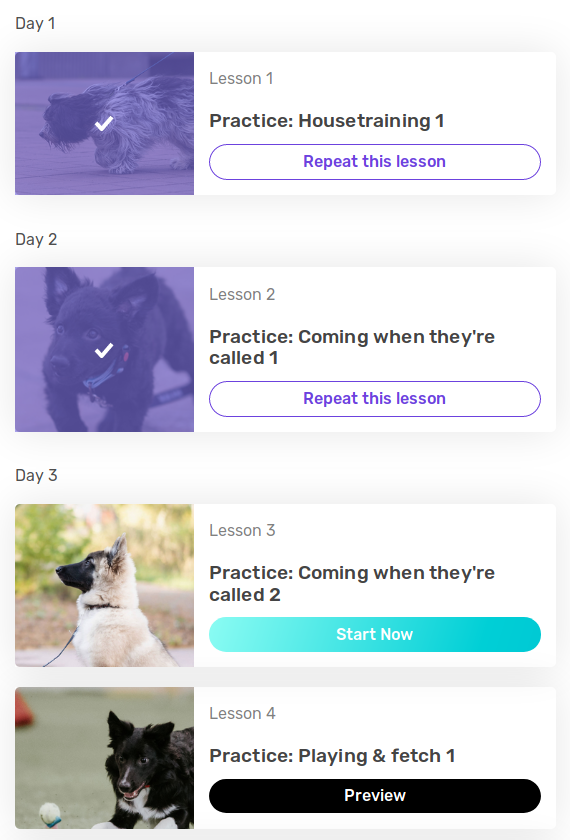 Day 1
Lesson 1
Practice: Housetraining 1
Repeat this lesson
Day 2
Lesson 2
Practice: Coming when they're
called 1
Repeat this lesson
Day 3
Lesson 3
Practice: Coming when they're
called 2
Start Now
Lesson 4
Practice: Playing & fetch 1
Preview